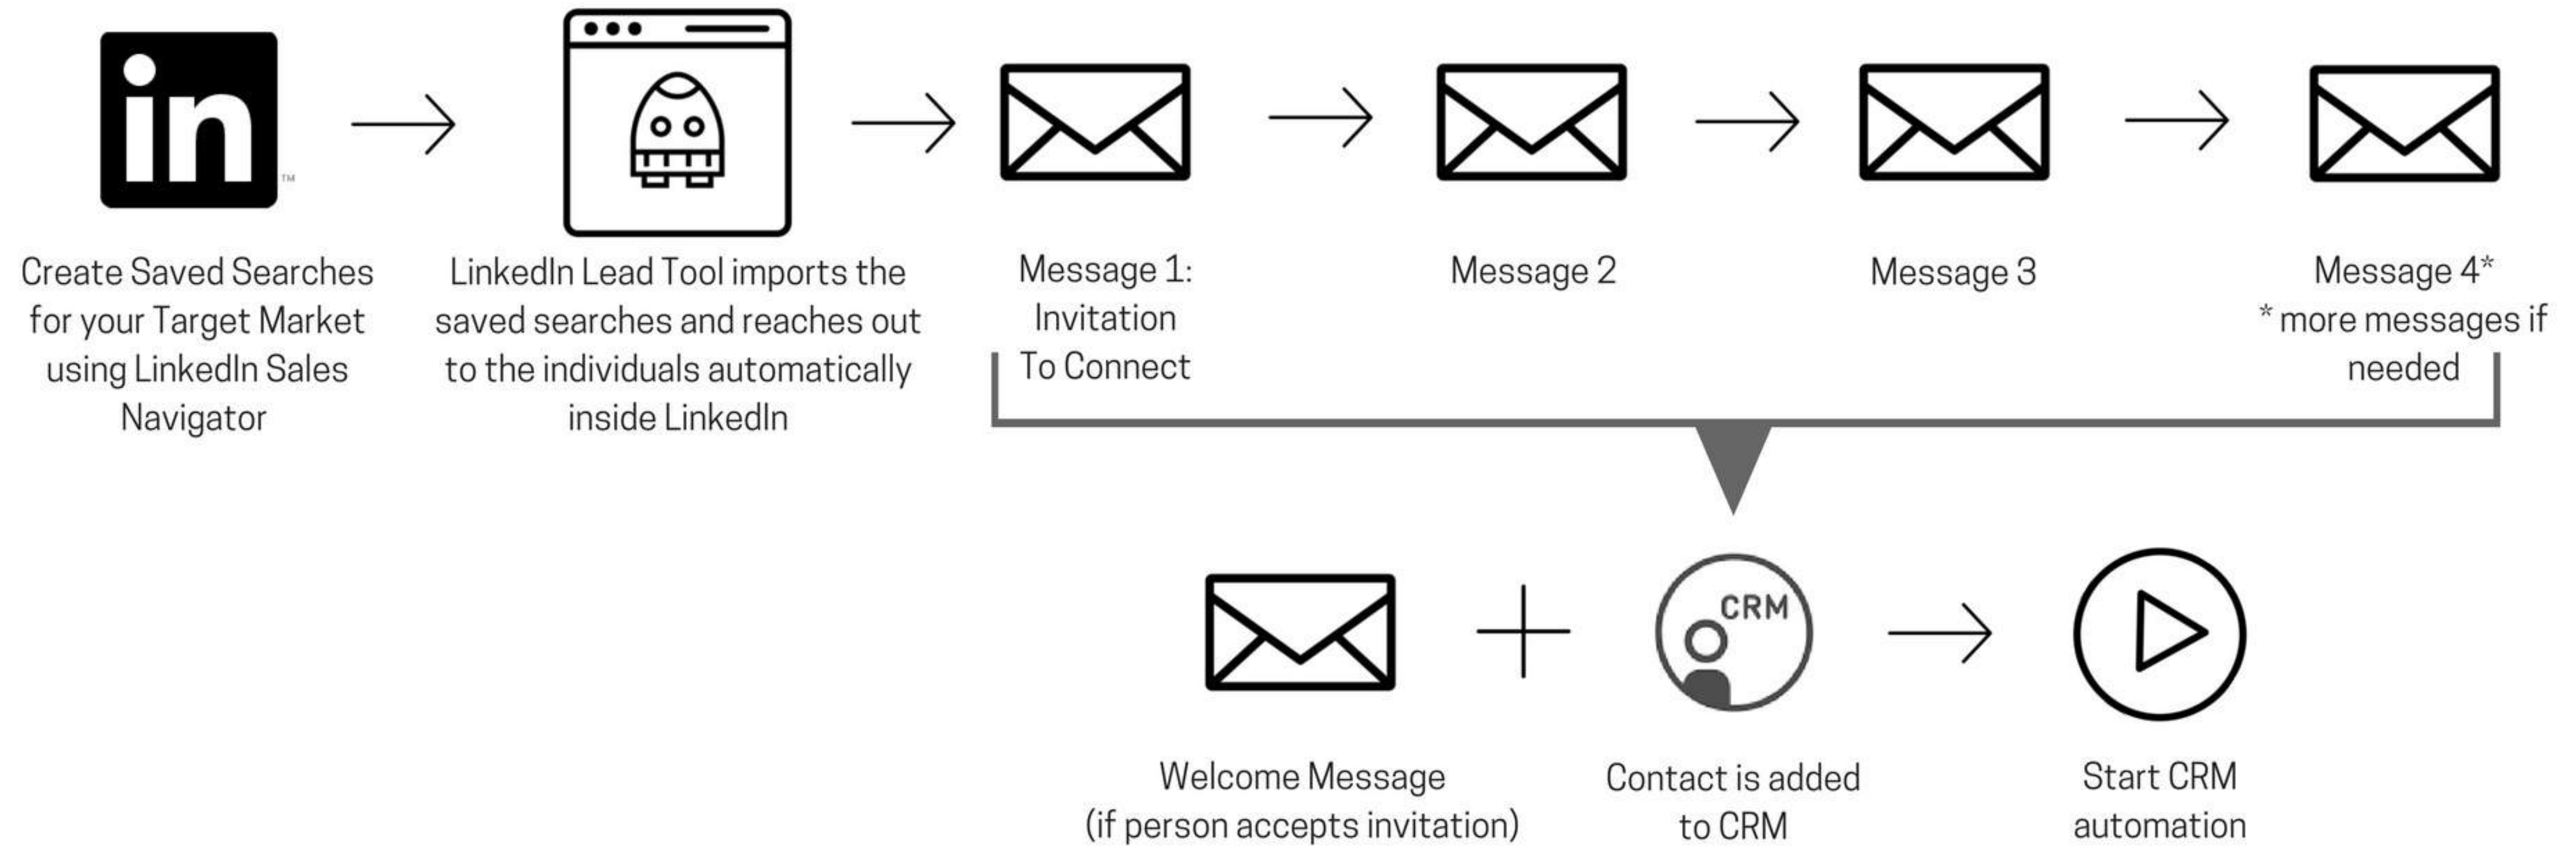 in
TM
Create Saved Searches
for your Target Market
using LinkedIn Sales
Navigator
LinkedIn Lead Tool imports the
saved searches and reaches out
to the individuals automatically
inside LinkedIn
Message 1:
Invitation
To Connect
Message 2
Message 3
Message 4*
* more messages if
needed
Welcome Message
(if person accepts invitation)
CRM
Contact is added
to CRM
Start CRM
automation